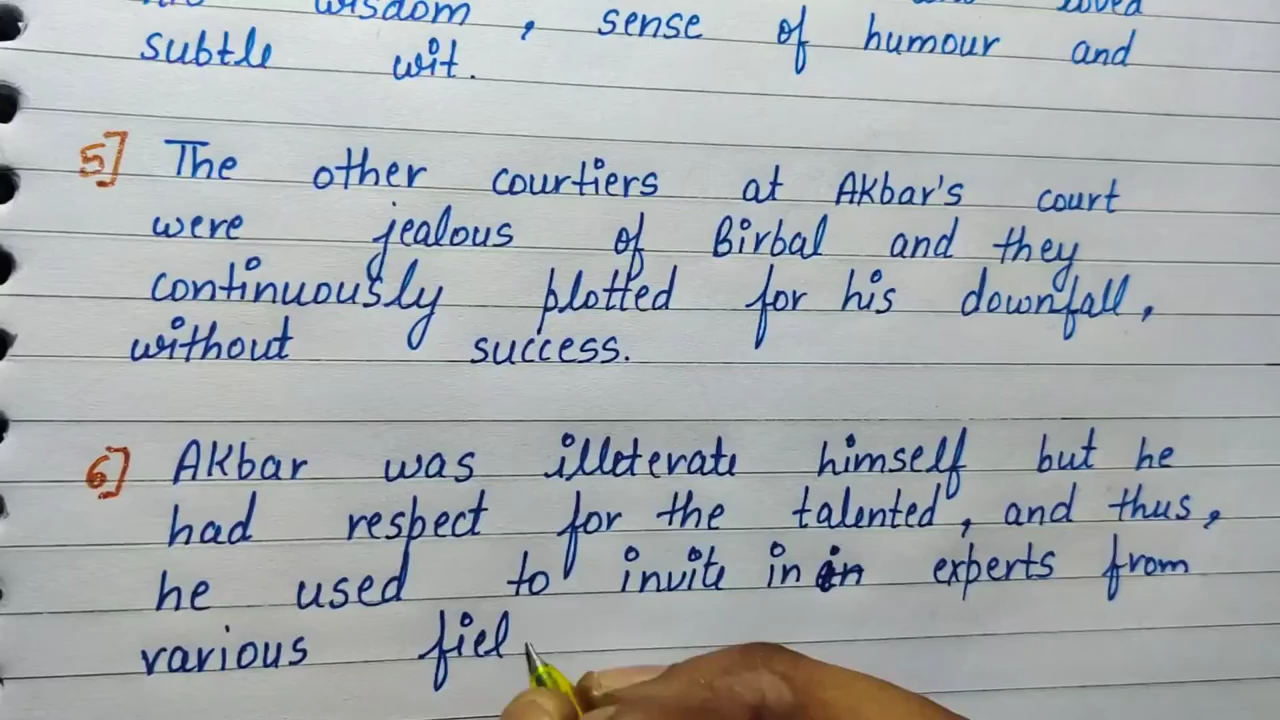 wisdom, sense of humour and
subtle wit.
5] The other courtiers at Akbar's court
were jealous of Birbal and they
continuously plotted for his downfall,
without success.
6] Akbar was illeterate himself but he
had respect for the talented, and thus,
he used to invite in in experts from
various fiel